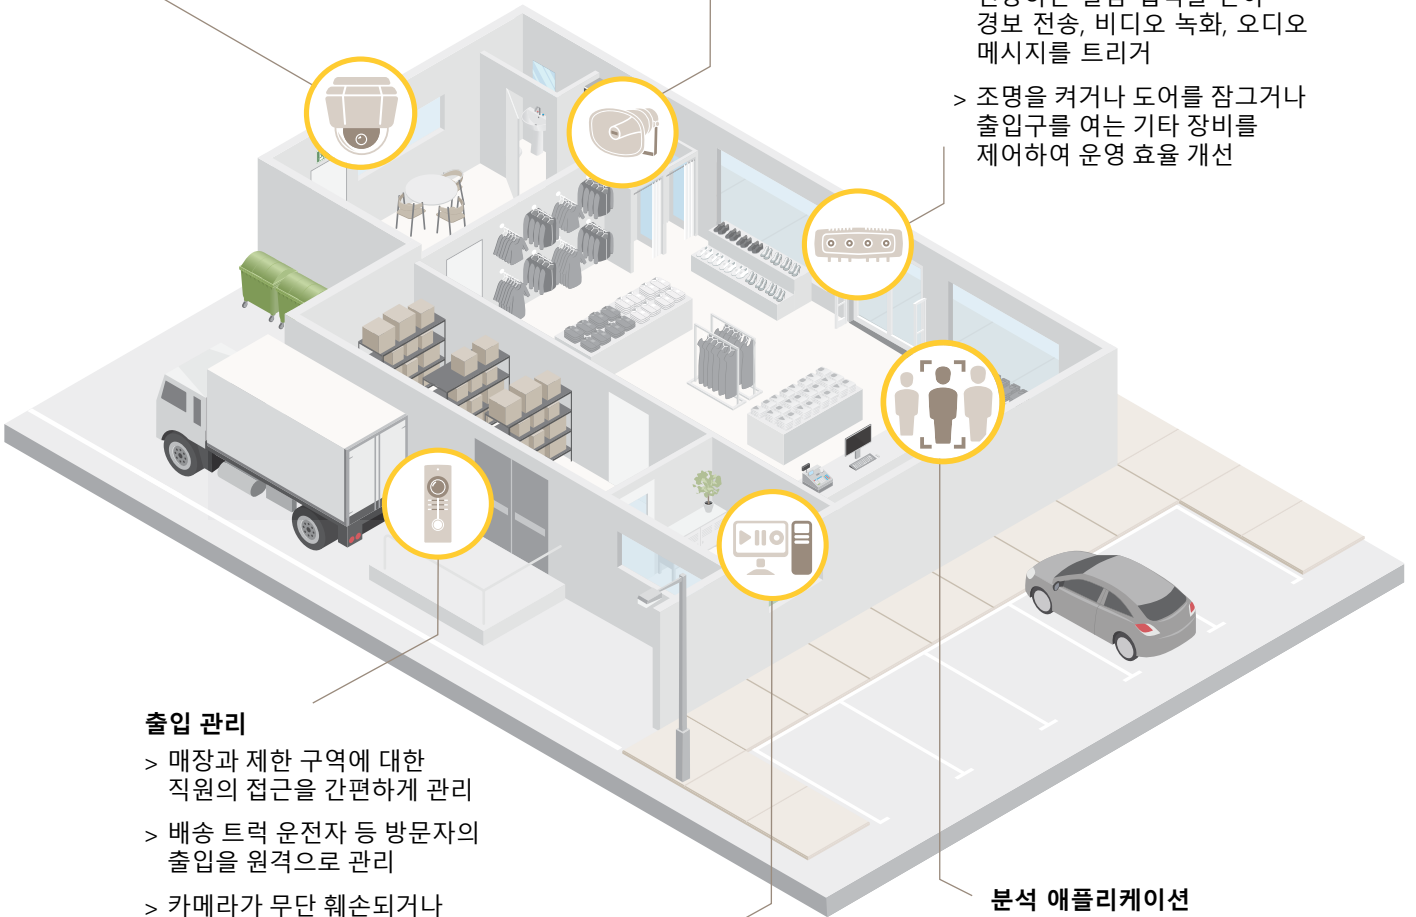 경보 전송, 비디오 녹화, 오디오
메시지를 트리거
> 조명을 켜거나 도어를 잠그거나
출입구를 여는 기타 장비를
제어하여 운영 효율 개선
출입 관리
> 매장과 제한 구역에 대한
직원의 접근을 간편하게 관리
> 배송 트럭 운전자 등 방문자의
출입을 원격으로 관리
> 카메라가 무단 훼손되거나
분석 애플리케이션